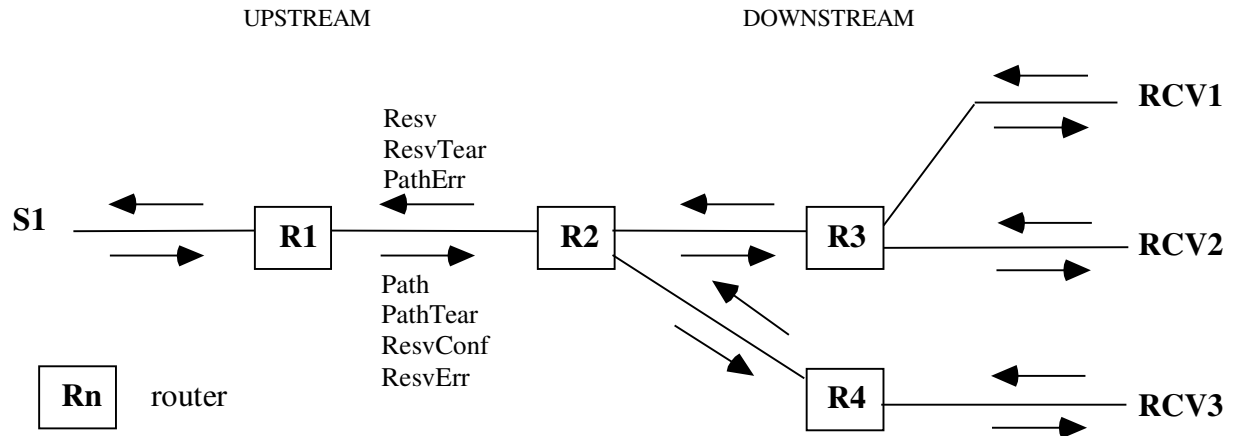 UPSTREAM
DOWNSTREAM
RCV1
Resv
ResvTear
PathErr
S1
R1
R2
R3
RCV2
Path
PathTear
ResvConf
ResvErr
Rn router
R4
RCV3